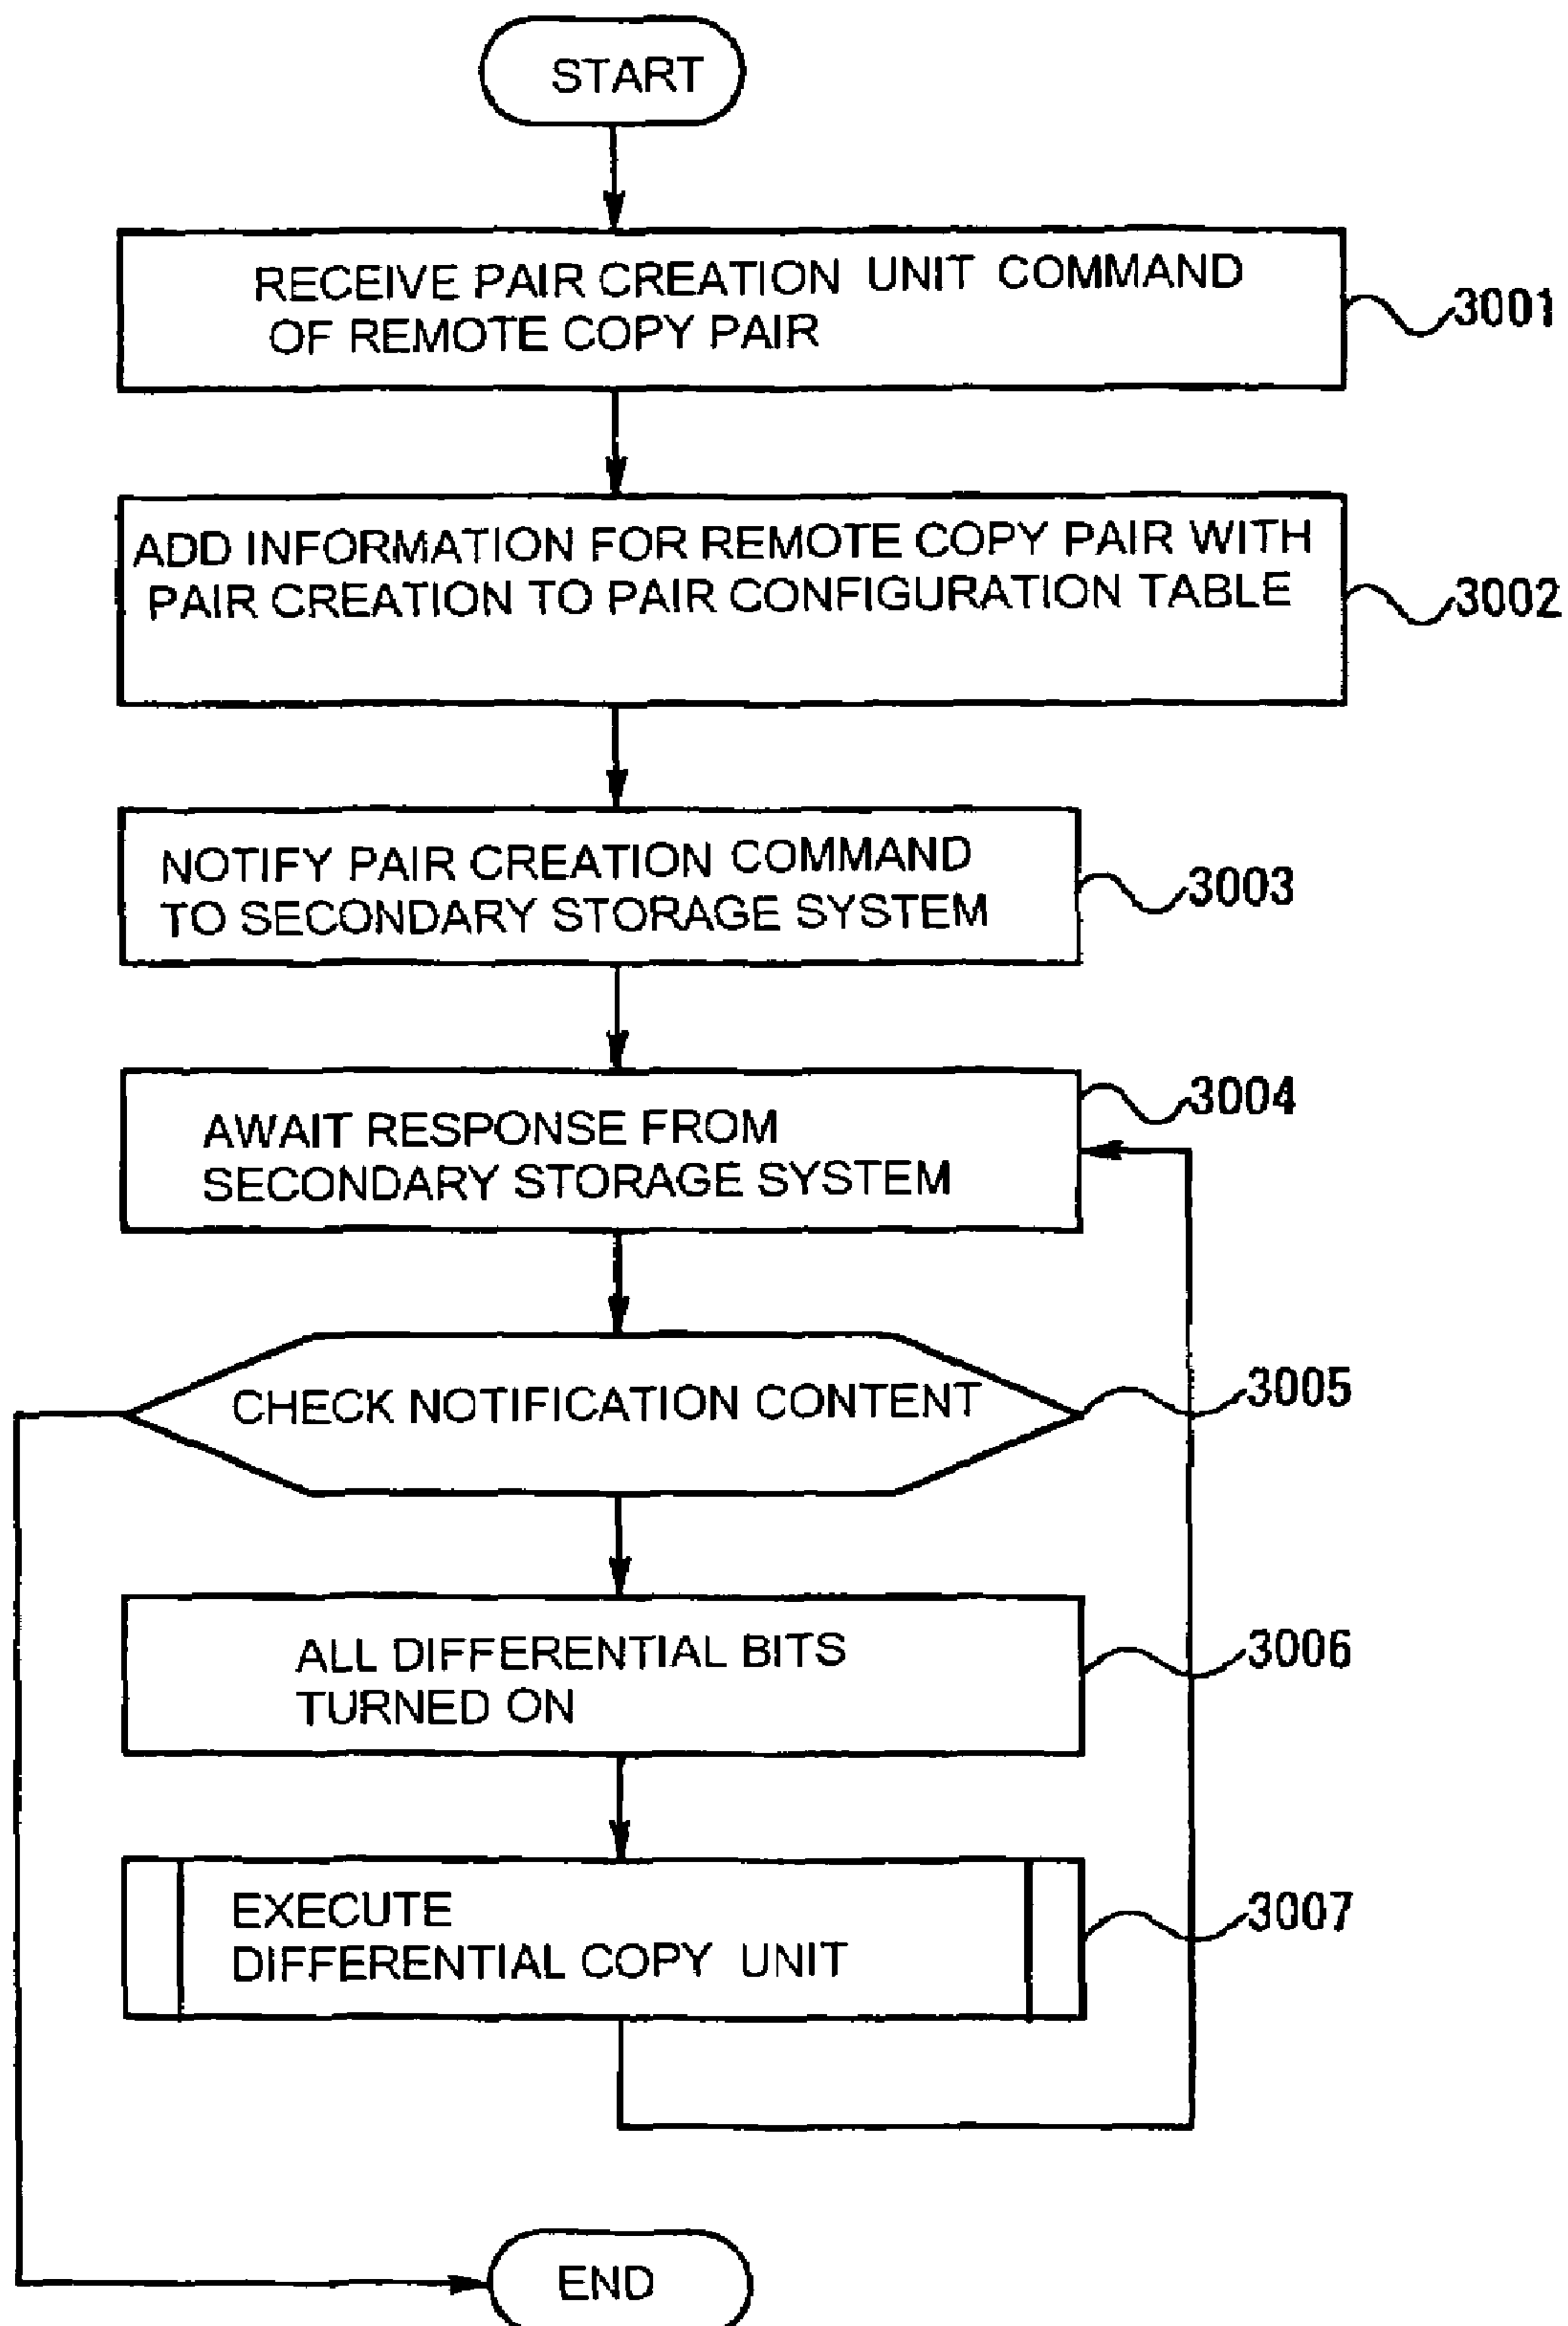 START
RECEIVE PAIR CREATION UNIT COMMAND
OF REMOTE COPY PAIR
3001
ADD INFORMATION FOR REMOTE COPY PAIR WITH
PAIR CREATION TO PAIR CONFIGURATION TABLE
3002
NOTIFY PAIR CREATION COMMAND
TO SECONDARY STORAGE SYSTEM
3003
AWAIT RESPONSE FROM
SECONDARY STORAGE SYSTEM
3004
CHECK NOTIFICATION CONTENT
3005
ALL DIFFERENTIAL BITS
TURNED ON
3006
EXECUTE
DIFFERENTIAL COPY UNIT
3007
END